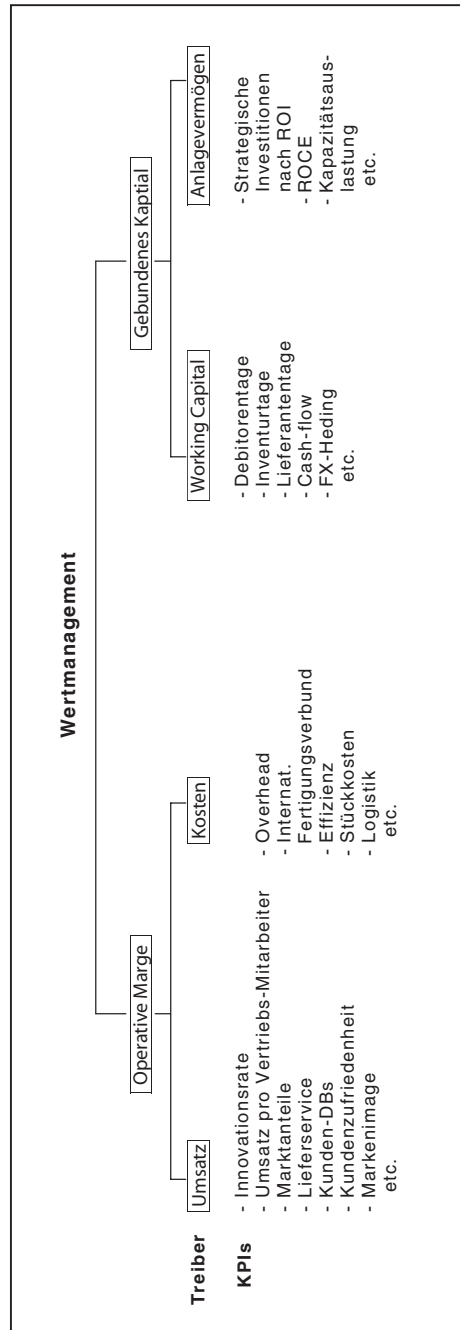 Wertmanagement
Operative Marge
Gebundenes Kaptial
Treiber
Umsatz
Kosten
Working Capital
Anlagevermögen
KPIs
- Innovationsrate
- Umsatz pro Vertriebs-Mitarbeiter
- Marktanteile
- Lieferservice
- Kunden-DBs
- Kundenzufriedenheit
- Markenimage
etc.
- Overhead
- Internat.
Fertigungsverbund
- Effizienz
- Stückkosten
- Logistik
etc.
- Debitorentage
- Inventurtage
- Lieferantentage
- Cash-flow
- FX-Heding
etc.
- Strategische
Investitionen
nach ROI
- ROCE
- Kapazitätsaus-
lastung
etc.